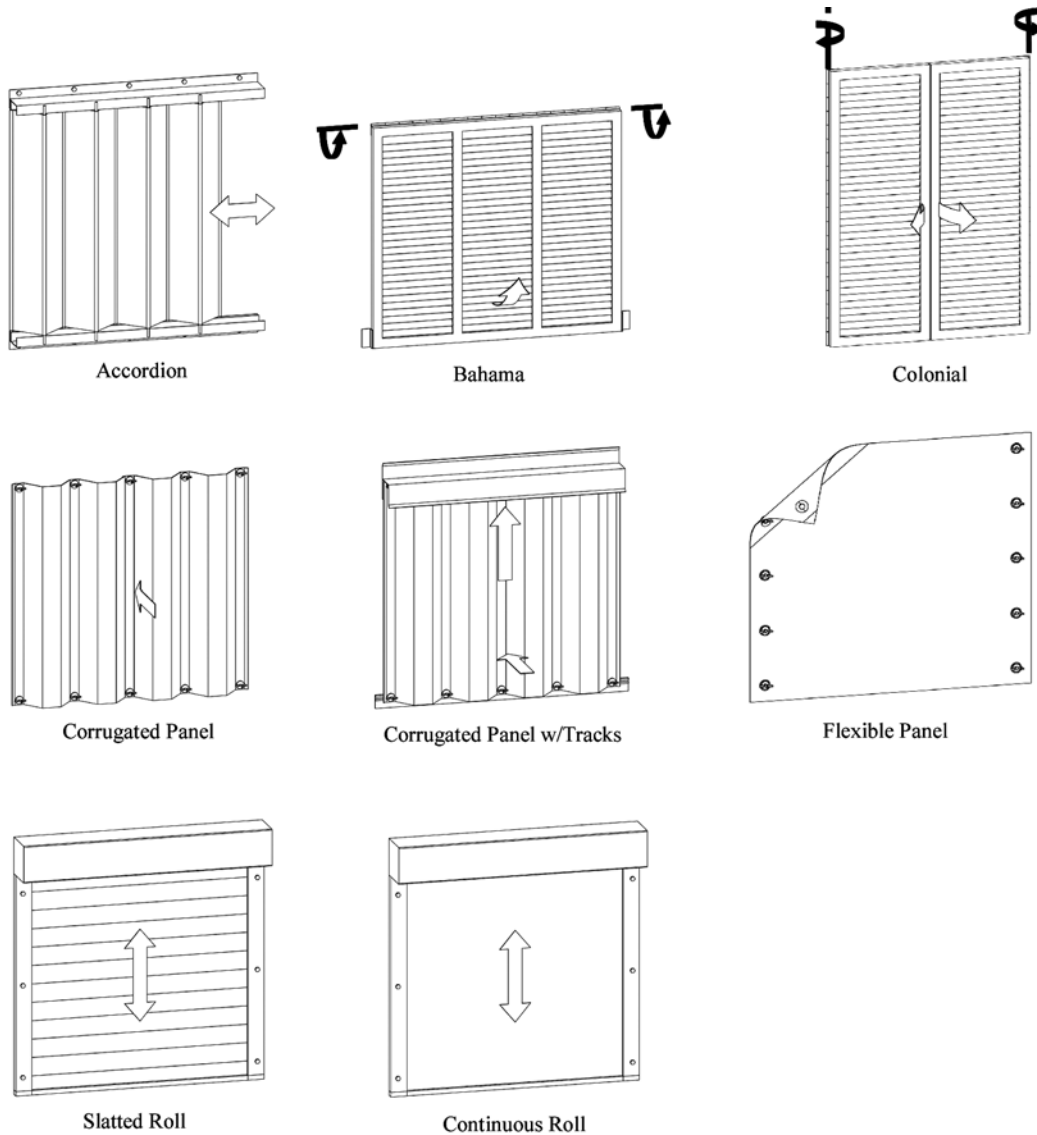 Accordion
Bahama
Colonial
Corrugated Panel
Corrugated Panel w/Tracks
Flexible Panel
Slatted Roll
Continuous Roll